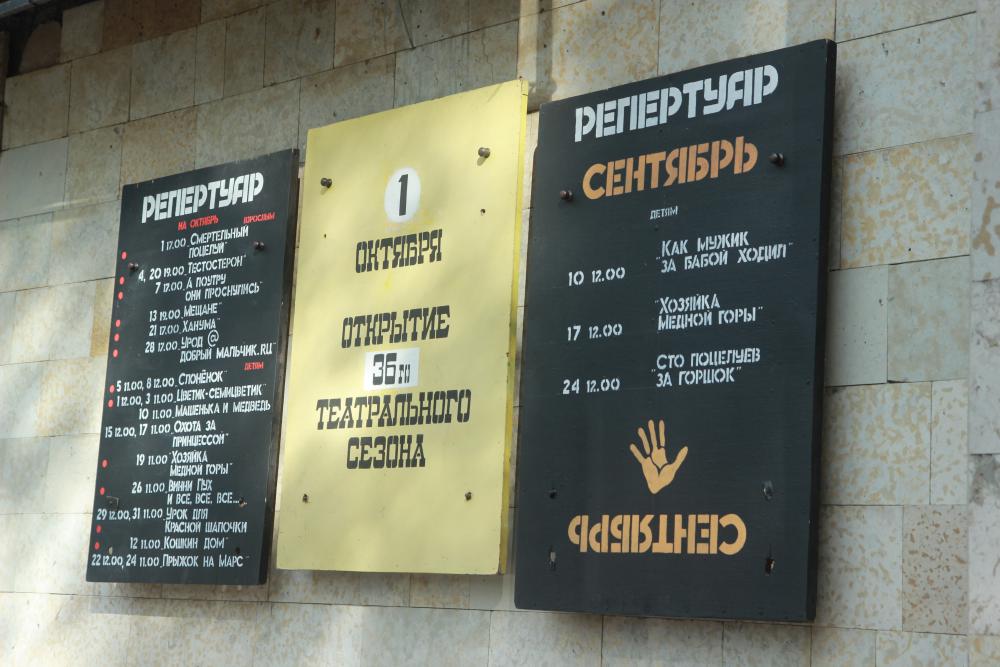 РЕПЕРТУАР
НА ОКТЯБРЬ ВЗРОСЛЫМ
1 17.00 „Смертельный
поцелуй"
4, 20 19.00 „Тестостерон"
7 17.00 „А поутру
они проснулись"
13 19.00 „Мещане"
21 17.00 „Ханума"
28 17.00 „Урод @
добрый мальчик.ru"
ДЕТЯМ
5 11.00, 8 12.00 „Слонёнок"
1 12.00, 3 11.00 „Цветик-семицветик"
10 11.00 „Машенька и медведь"
15 12.00, 17 11.00 „Охота за
принцессой"
19 11.00 „Хозяйка
медной горы"
26 11.00 „Винни Пух
и все, все, все..."
29 12.00, 31 11.00 „Урок для
Красной шапочки"
12 11.00 „Кошкин дом"
22 12.00, 24 11.00 „Прыжок на Марс"
1
ОКТЯБРЯ
ОТКРЫТИЕ
36го
ТЕАТРАЛЬНОГО
СЕЗОНА
РЕПЕРТУАР
СЕНТЯБРЬ
ДЕТЯМ
10 12.00 „Как мужик
за бабой ходил"
17 12.00 „Хозяйка
медной горы"
24 12.00 „Сто поцелуев
за горшок"
СЕНТЯБРЬ